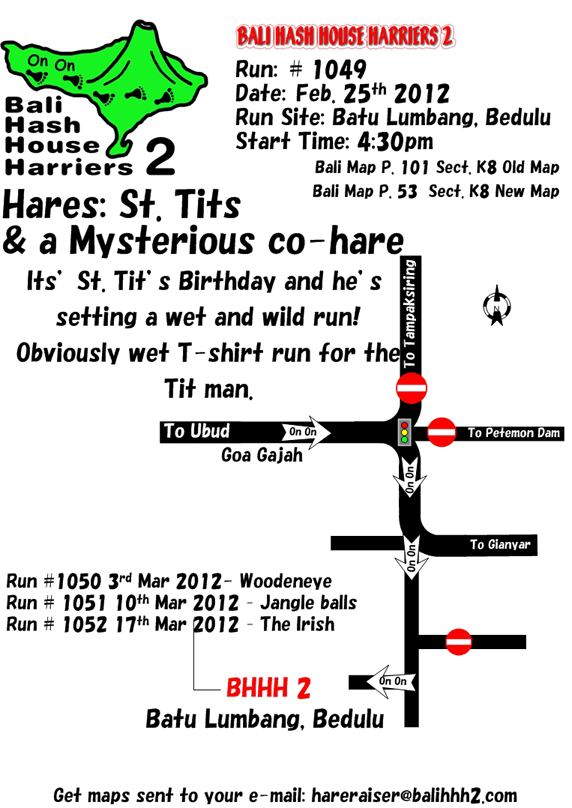 On On
Bali
Hash
House
Harriers 2
BALI HASH HOUSE HARRIERS 2
Run: # 1049
Date: Feb. 25th 2012
Run Site: Batu Lumbang, Bedulu
Start Time: 4:30pm
Bali Map P. 101 Sect. K8 Old Map
Bali Map P. 53 Sect. K8 New Map
Hares: St. Tits
& a Mysterious co-hare
Its' St. Tit's Birthday and he's
setting a wet and wild run!
Obviously wet T-shirt run for the
Tit man.
To Tampaksiring
N
To Ubud
On On
To Petemon Dam
Goa Gajah
On On
To Gianyar
On On
Run #1050 3rd Mar 2012- Woodeneye
Run # 1051 10th Mar 2012 - Jangle balls
Run # 1052 17th Mar 2012 - The Irish
BHHH 2
On On
Batu Lumbang, Bedulu
Get maps sent to your e-mail: hareraiser@balihhh2.com